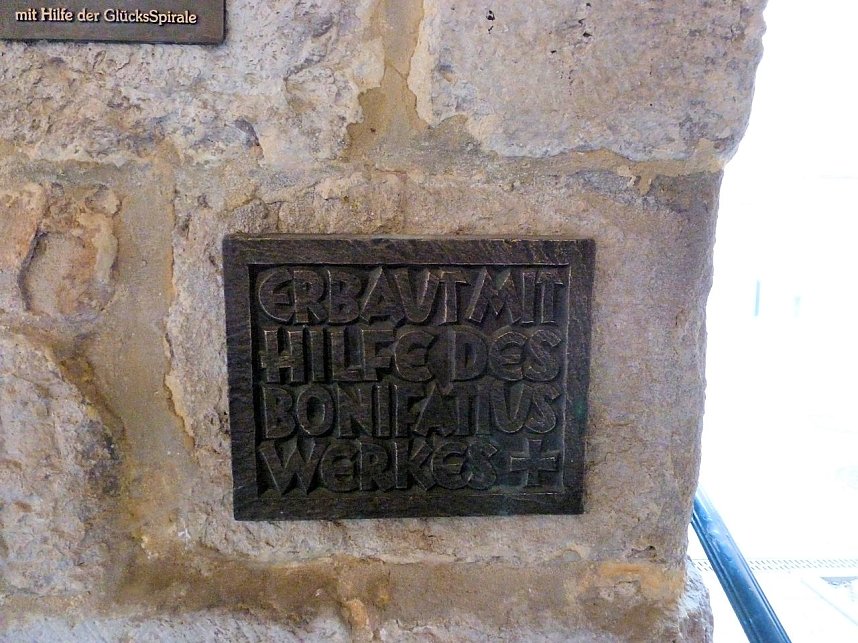 mit Hilfe der GlücksSpirale
ERBAUT MIT
HILFE DES
BONIFATIUS
WERKES +